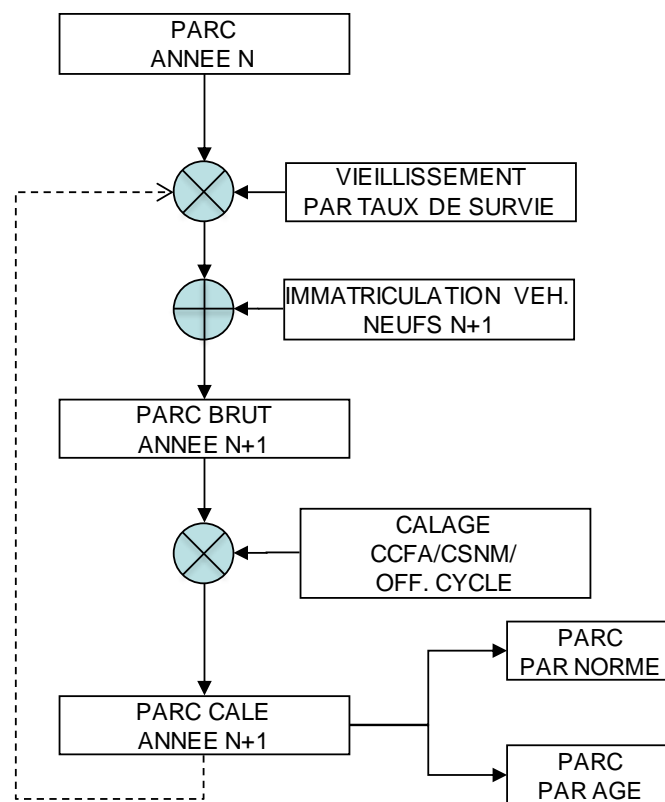 PARC
ANNEE N
VIEILLISSEMENT
PAR TAUX DE SURVIE
IMMATRICULATION VEH.
NEUFS N+1
PARC BRUT
ANNEE N+1
CALAGE
CCFA/CSNM/
OFF. CYCLE
PARC
PAR NORME
PARC CALE
ANNEE N+1
PARC
PAR AGE